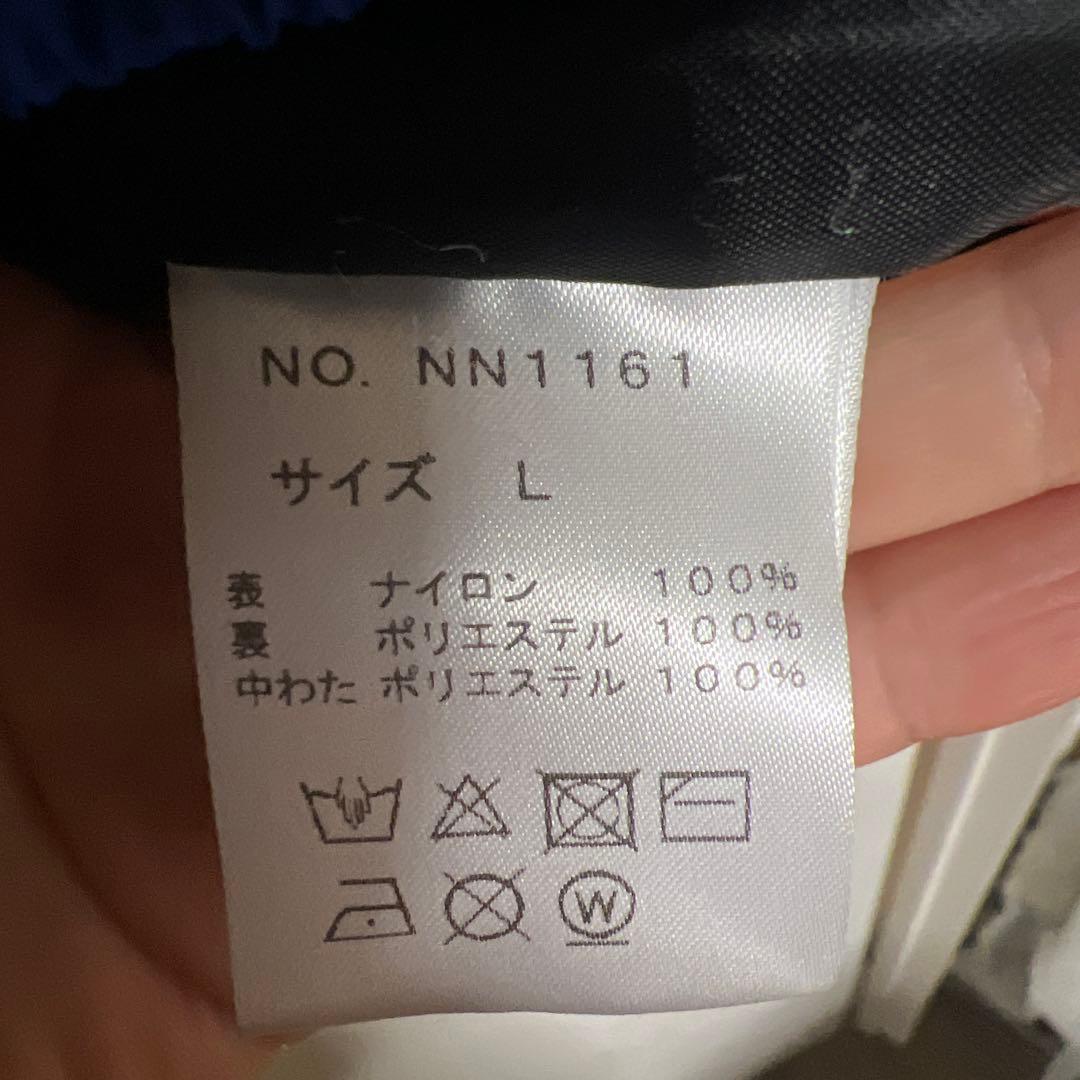 NO. NN1161
サイズ L
表 ナイロン 100%
裏 ポリエステル 100%
中わた ポリエステル 100%
W